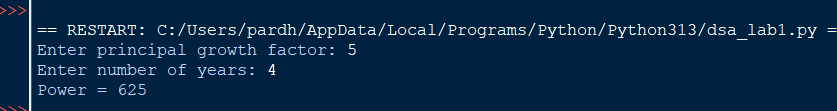 >>>
== RESTART: C:/Users/pardh/AppData/Local/Programs/Python/Python313/dsa_lab1.py =
Enter principal growth factor: 5
Enter number of years: 4
Power = 625
>>>